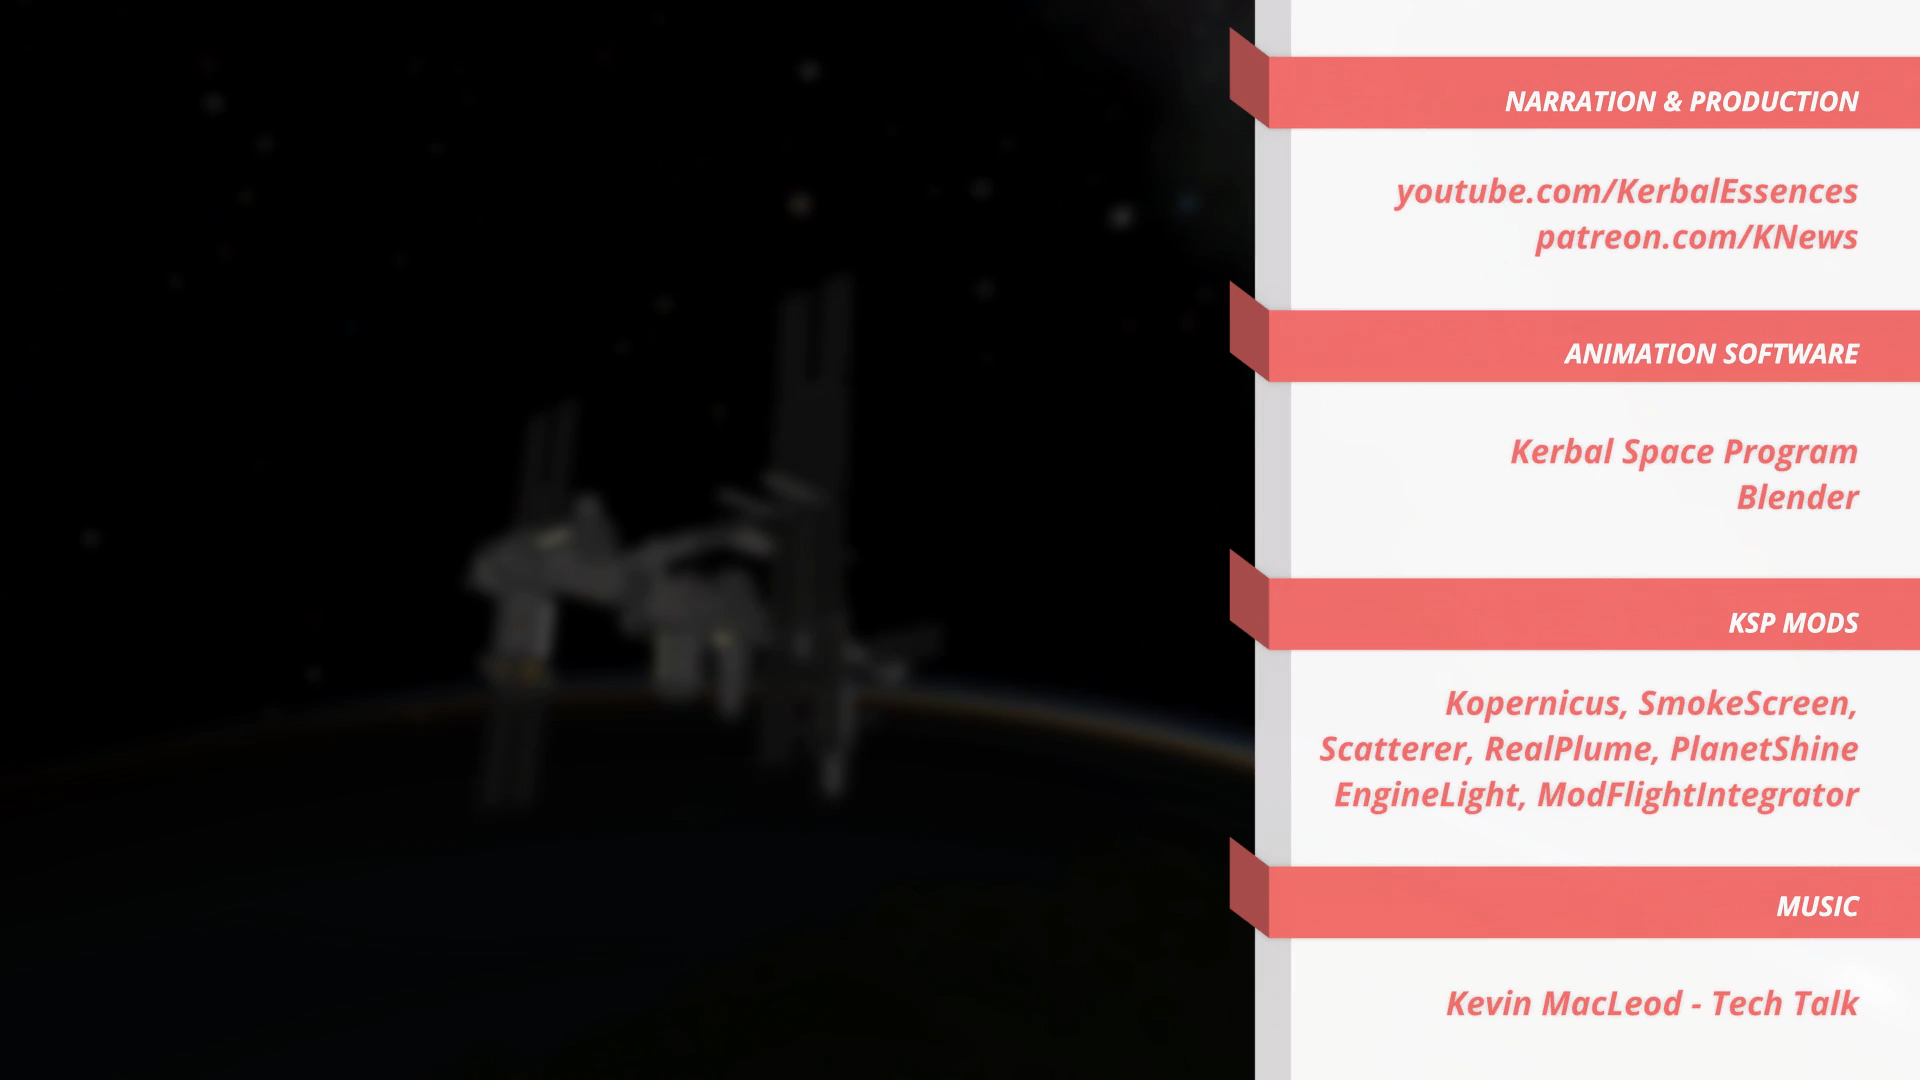 NARRATION & PRODUCTION
youtube.com/KerbalEssences
patreon.com/KNews
ANIMATION SOFTWARE
Kerbal Space Program
Blender
KSP MODS
Kopernicus, SmokeScreen,
Scatterer, RealPlume, PlanetShine
EngineLight, ModFlightIntegrator
MUSIC
Kevin MacLeod - Tech Talk